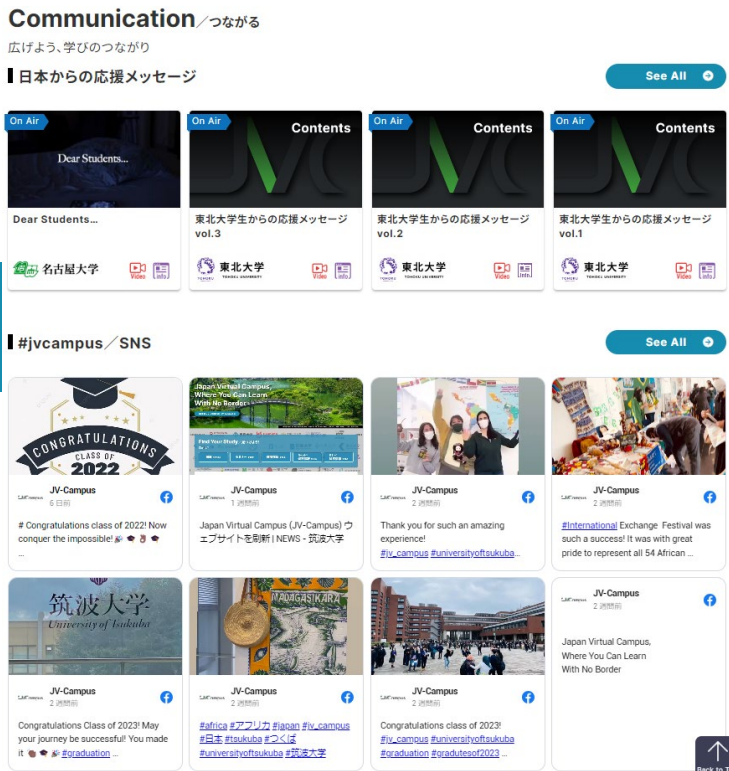 Communication／つながる
広げよう、学びのつながり
日本からの応援メッセージ
See All
On Air
Dear Students...
Dear Students…
名古屋大学
Video
Info
On Air
Contents
東北大学生からの応援メッセージ
vol.3
東北大学
TOHOKU UNIVERSITY
Video
Info
On Air
Contents
東北大学生からの応援メッセージ
vol.2
東北大学
TOHOKU UNIVERSITY
Video
Info
On Air
Contents
東北大学生からの応援メッセージ
vol.1
東北大学
TOHOKU UNIVERSITY
Video
Info
#jvcampus／SNS
See All
CONGRATULATIONS
CLASS OF
2022
JV-Campus
6 日前
# Congratulations class of 2022! Now
conquer the impossible! 🎉 🎓
...
Japan Virtual Campus,
Where You Can Learn
With No Border
Find Your Study
JV-Campus
1 週間前
Japan Virtual Campus (JV-Campus) ウ
ェブサイトを刷新 | NEWS - 筑波大学
JV-Campus
2 週間前
Thank you for such an amazing
experience!
#jv_campus #universityoftsukuba...
JV-Campus
2 週間前
#International Exchange Festival was
such a success! It was with great
pride to represent all 54 African ...
筑波大学
University of Tsukuba
JV-Campus
2 週間前
Congratulations Class of 2023! May
your journey be successful! You made
it 👏🏿 🎓 🎉 #graduation ...
MADAGASIKARA
JV-Campus
2 週間前
#africa #アフリカ #japan #jv_campus
#日本 #tsukuba #つくば
#universityoftsukuba #筑波大学
JV-Campus
2 週間前
Congratulations class of 2023!
#jv_campus #universityoftsukuba
#graduation #gradutesof2023 ...
JV-Campus
2 週間前
Japan Virtual Campus,
Where You Can Learn
With No Border
Back to T